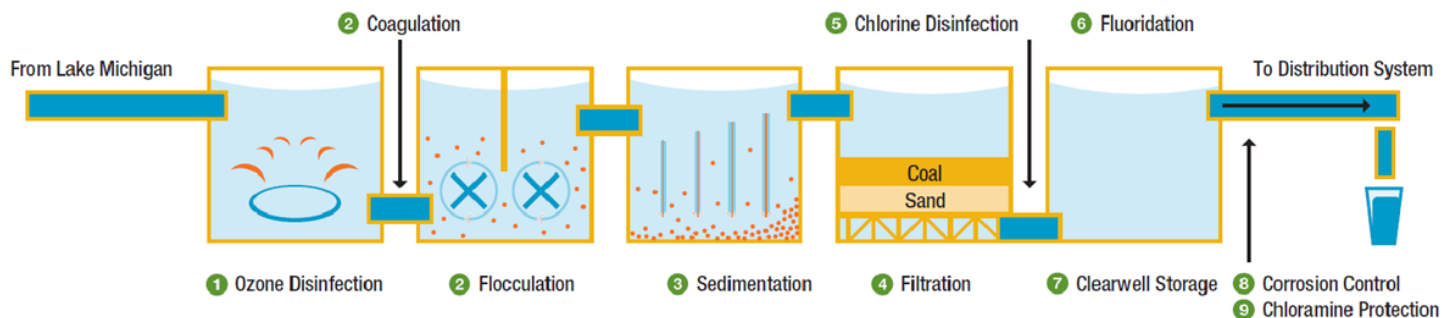 2 Coagulation
5 Chlorine Disinfection
6 Fluoridation
From Lake Michigan
To Distribution System
Coal
Sand
1 Ozone Disinfection
2 Flocculation
3 Sedimentation
4 Filtration
7 Clearwell Storage
8 Corrosion Control
9 Chloramine Protection